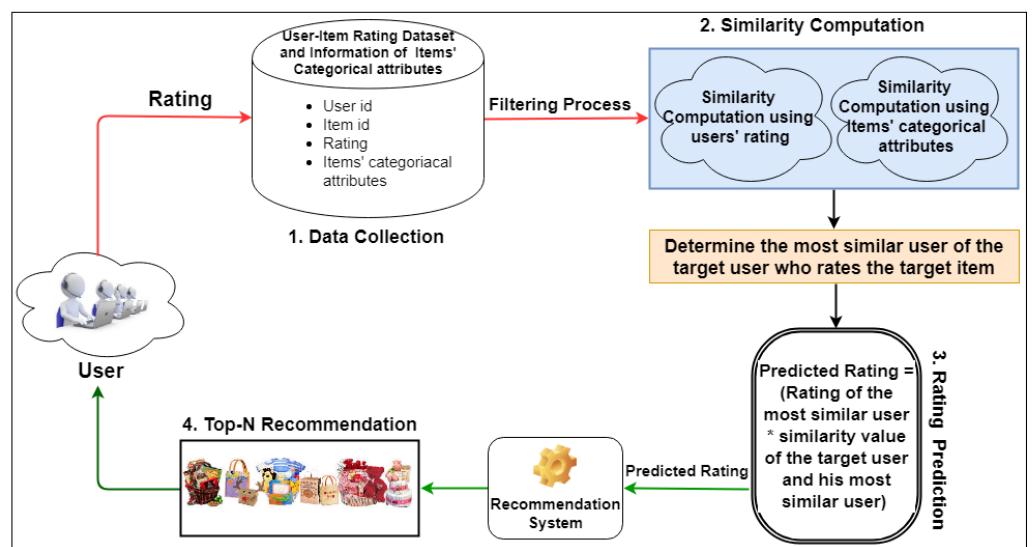 User-Item Rating Dataset
and Information of Items'
Categorical attributes
• User id
• Item id
• Rating
• Items' categoriacal
attributes
1. Data Collection
Rating
Filtering Process
2. Similarity Computation
Similarity
Computation using
users' rating
Similarity
Computation using
Items' categorical
attributes
Determine the most similar user of the
target user who rates the target item
3. Rating Prediction
Predicted Rating =
(Rating of the
most similar user
* similarity value
of the target user
and his most
similar user)
Predicted Rating
Recommendation
System
4. Top-N Recommendation
User